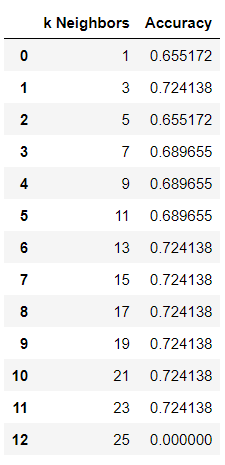 k Neighbors Accuracy
0 1 0.655172
1 3 0.724138
2 5 0.655172
3 7 0.689655
4 9 0.689655
5 11 0.689655
6 13 0.724138
7 15 0.724138
8 17 0.724138
9 19 0.724138
10 21 0.724138
11 23 0.724138
12 25 0.000000